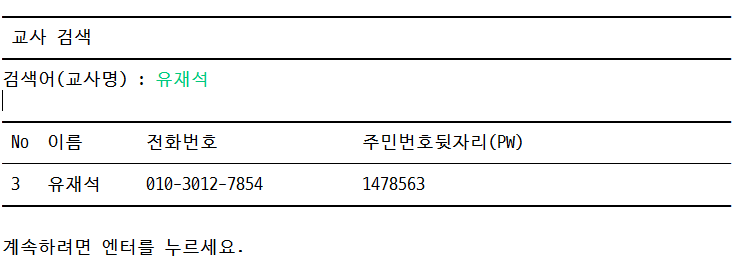 교사 검색
검색어(교사명) : 유재석
No 이름 전화번호 주민번호뒷자리(PW)
3 유재석 010-3012-7854 1478563
계속하려면 엔터를 누르세요.